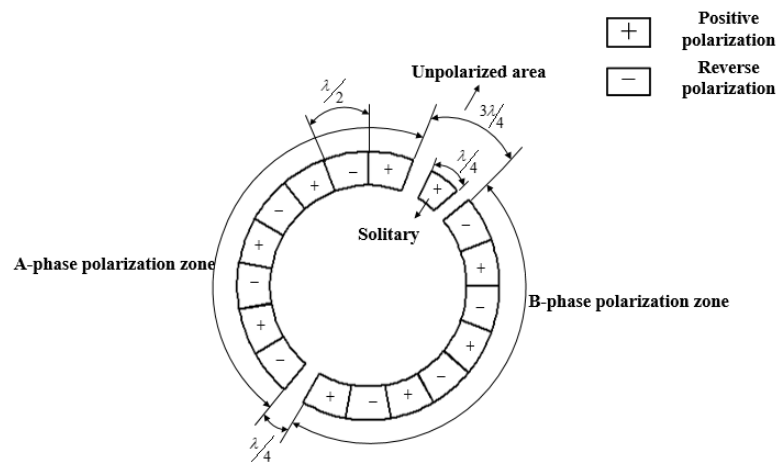 Positive
polarization
+
Reverse
polarization
−
Unpolarized area
λ/2
3λ/4
λ/4
+
Solitary
A-phase polarization zone
+
−
+
−
+
−
+
−
B-phase polarization zone
−
+
−
+
−
+
−
+
λ/4